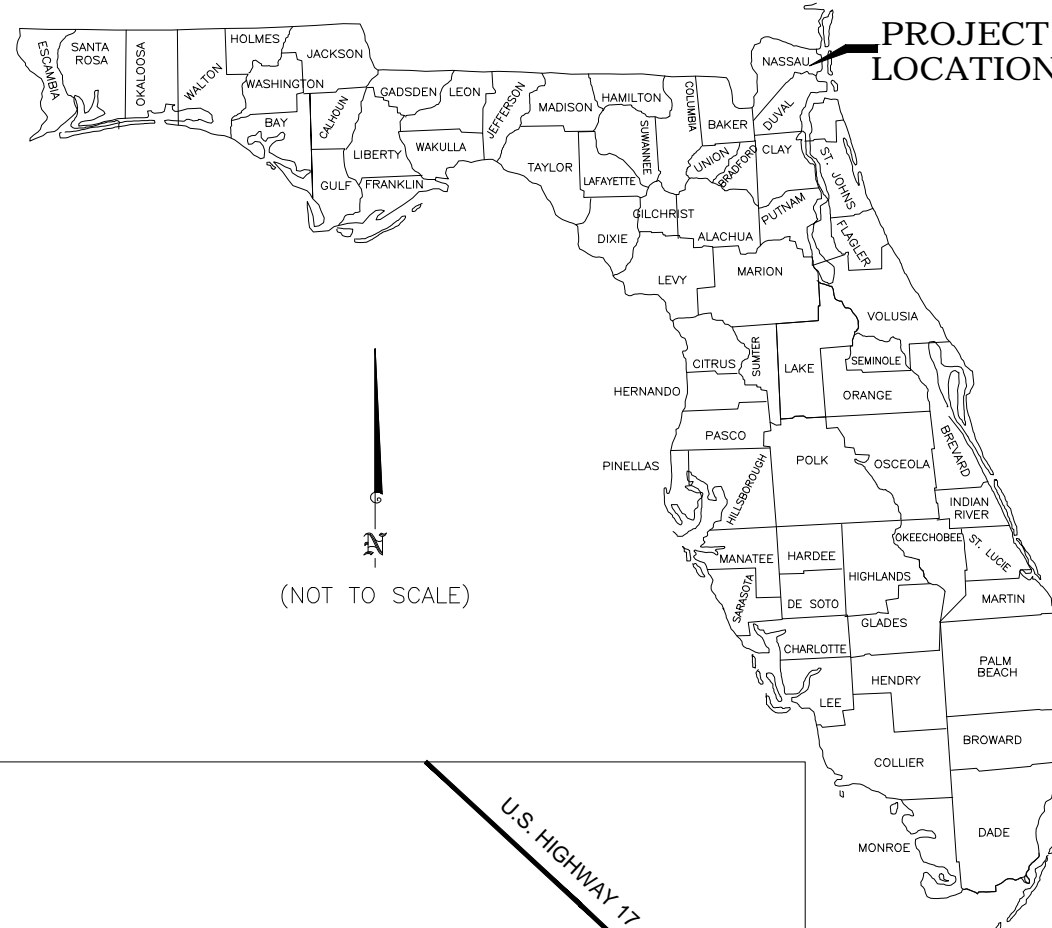 PROJECT
LOCATION
ESCAMBIA
SANTA
ROSA
OKALOOSA
WALTON
HOLMES
JACKSON
WASHINGTON
BAY
CALHOUN
GADSDEN
LEON
JEFFERSON
LIBERTY
WAKULLA
GULF
FRANKLIN
MADISON
HAMILTON
TAYLOR
LAFAYETTE
SUWANNEE
COLUMBIA
BAKER
NASSAU
DUVAL
UNION
BRADFORD
CLAY
ST. JOHNS
GILCHRIST
DIXIE
ALACHUA
PUTNAM
FLAGLER
LEVY
MARION
VOLUSIA
CITRUS
SUMTER
LAKE
SEMINOLE
HERNANDO
ORANGE
PASCO
BREVARD
PINELLAS
HILLSBOROUGH
POLK
OSCEOLA
INDIAN
RIVER
MANATEE
HARDEE
OKEECHOBEE
ST. LUCIE
HIGHLANDS
SARASOTA
DE SOTO
MARTIN
GLADES
CHARLOTTE
PALM
BEACH
HENDRY
LEE
BROWARD
COLLIER
DADE
MONROE
N
(NOT TO SCALE)
U.S. HIGHWAY 17